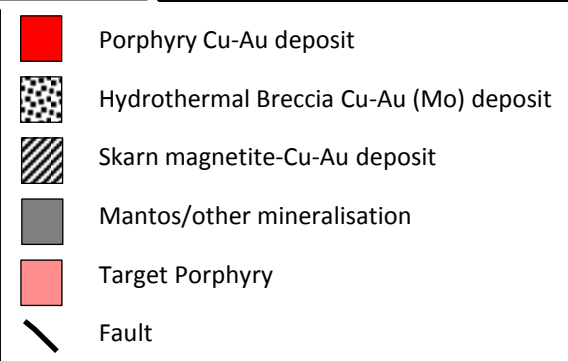 Porphyry Cu-Au deposit
Hydrothermal Breccia Cu-Au (Mo) deposit
Skarn magnetite-Cu-Au deposit
Mantos/other mineralisation
Target Porphyry
Fault